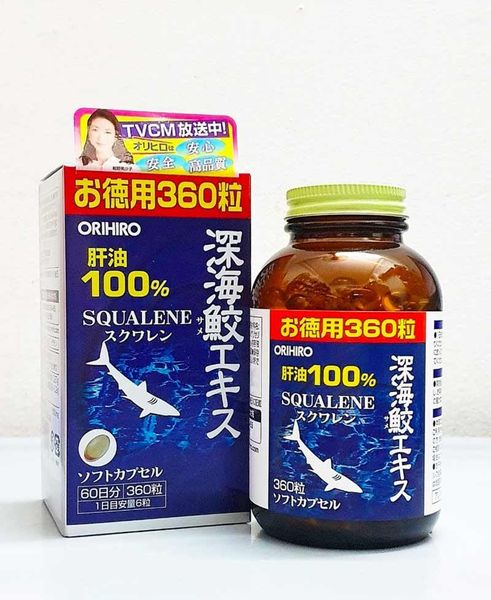 TVCM放送中!
オリヒロは 安心
安全 高品質
お徳用360粒
ORIHIRO
肝油
100%
SQUALENE
スクワレン
深海鮫エキス
サメ
ソフトカプセル
60日分 360粒
1日目安量6粒
お徳用360粒
ORIHIRO
肝油100%
SQUALENE
スクワレン
深海鮫エキス
サメ
360粒
ソフトカプセル